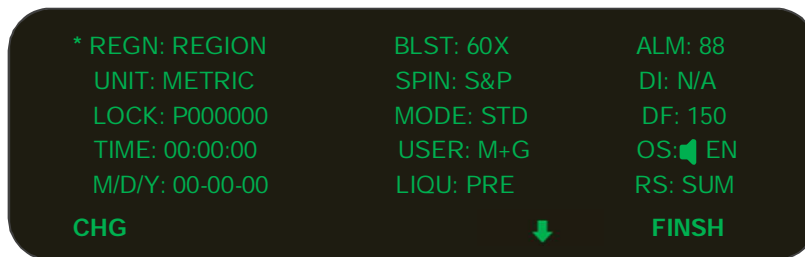 * REGN: REGION BLST: 60X ALM: 88
UNIT: METRIC SPIN: S&P DI: N/A
LOCK: P000000 MODE: STD DF: 150
TIME: 00:00:00 USER: M+G OS: EN
M/D/Y: 00-00-00 LIQU: PRE RS: SUM
CHG FINSH